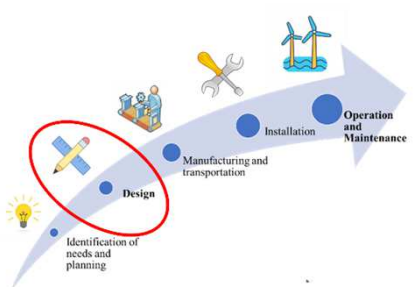 Operation
and
Maintenance
Installation
Manufacturing and
transportation
Design
Identification of
needs and
planning